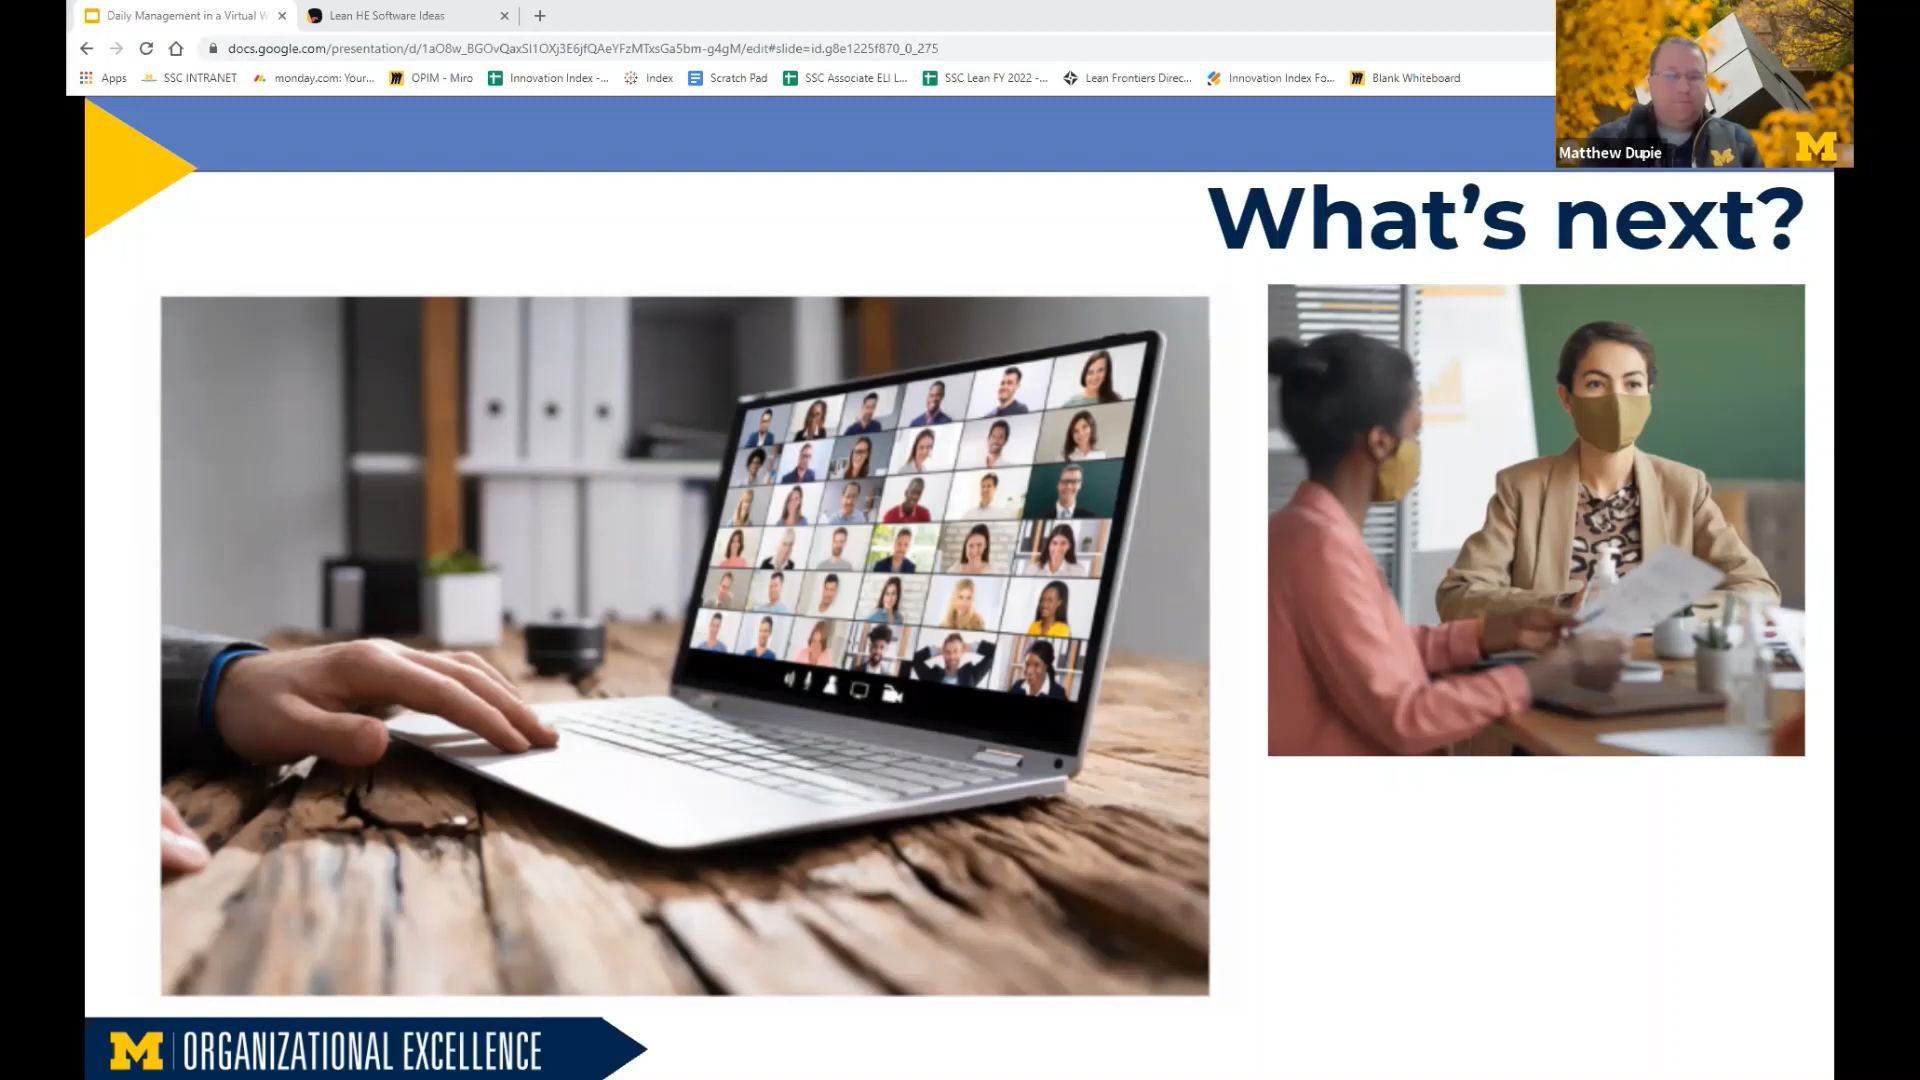 Daily Management in a Virtual W
Lean HE Software Ideas
docs.google.com/presentation/d/1aO8w_BGOvQaxSI1OXj3E6jfQAeYFzMTxsGa5bm-g4gM/edit#slide=id.g8e1225f870_0_275
Apps SSC INTRANET monday.com: Your... OPIM - Miro Innovation Index -... Index Scratch Pad SSC Associate ELI L... SSC Lean FY 2022 -... Lean Frontiers Direc... Innovation Index Fo... Blank Whiteboard
M
Matthew Dupie
What's next?
M ORGANIZATIONAL EXCELLENCE